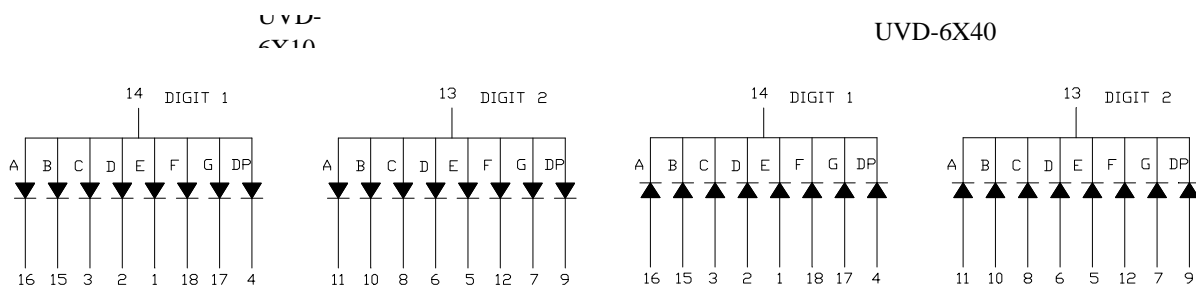 UVD-
6X10
UVD-6X40
14 DIGIT 1
13 DIGIT 2
14 DIGIT 1
13 DIGIT 2
A B C D E F G DP
A B C D E F G DP
A B C D E F G DP
A B C D E F G DP
16 15 3 2 1 18 17 4
11 10 8 6 5 12 7 9
16 15 3 2 1 18 17 4
11 10 8 6 5 12 7 9